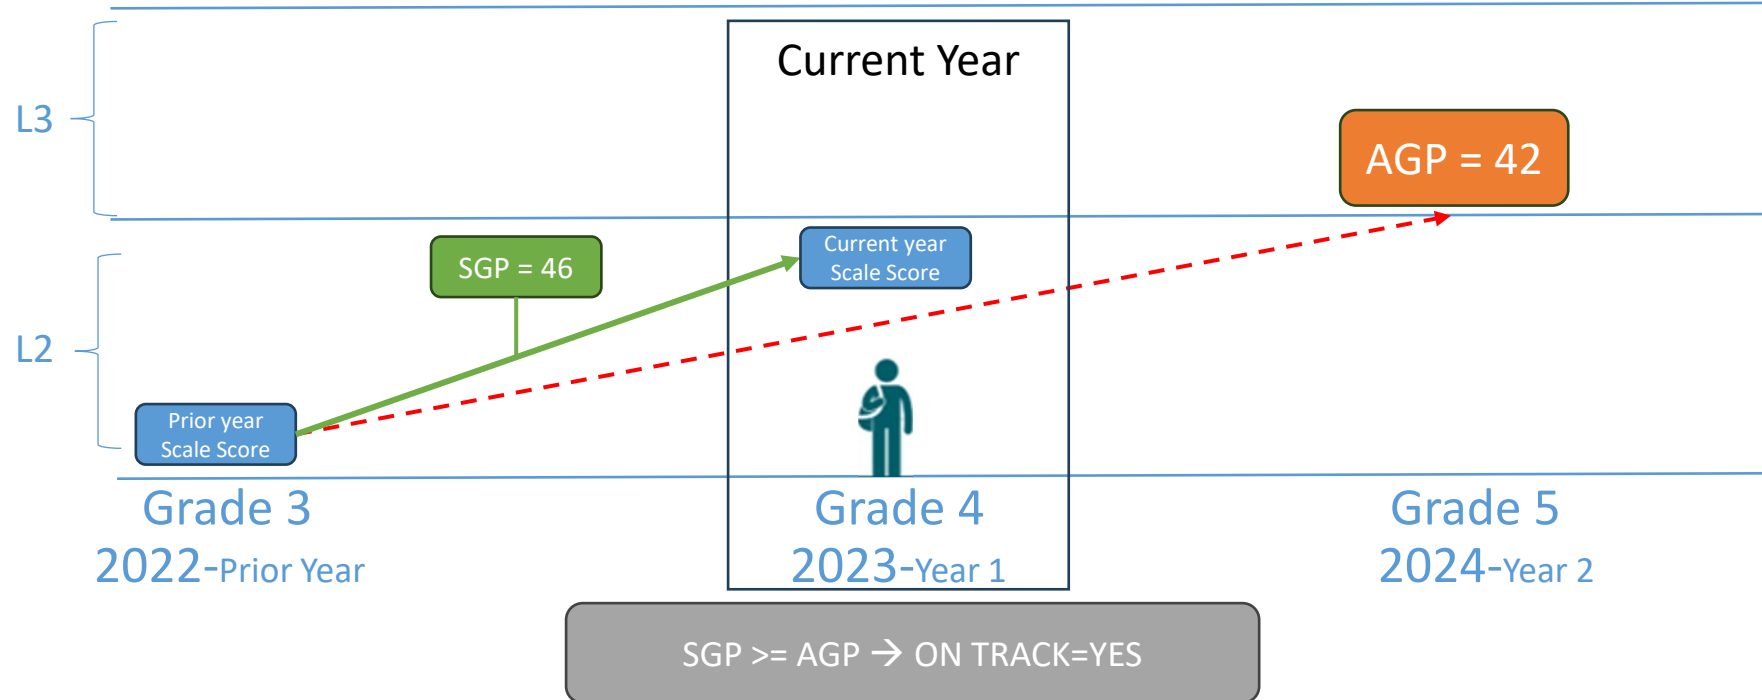 Current Year
L3
AGP = 42
SGP = 46
Current year
Scale Score
L2
Prior year
Scale Score
Grade 3
2022-Prior Year
Grade 4
2023-Year 1
Grade 5
2024-Year 2
SGP >= AGP → ON TRACK=YES